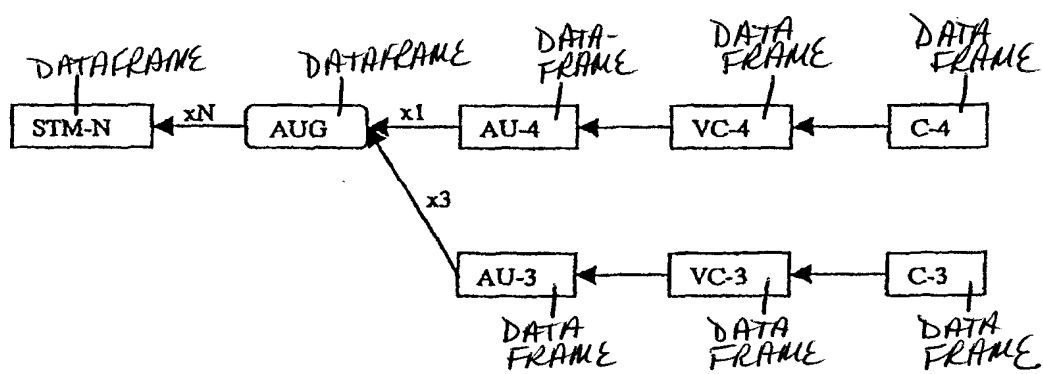 DATAFRAME
DATAFRAME
DATA-
FRAME
DATA
FRAME
DATA
FRAME
STM-N
xN
AUG
x1
AU-4
VC-4
C-4
x3
AU-3
VC-3
C-3
DATA
FRAME
DATA
FRAME
DATA
FRAME